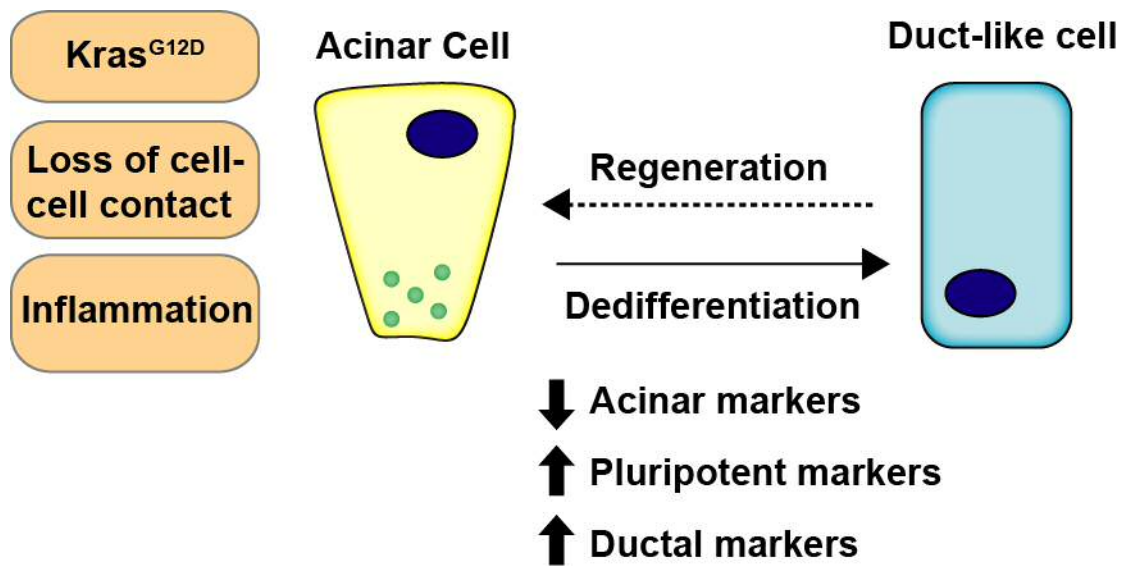 Kras^G12D
Loss of cell-
cell contact
Inflammation
Acinar Cell
Duct-like cell
Regeneration
Dedifferentiation
Acinar markers
Pluripotent markers
Ductal markers